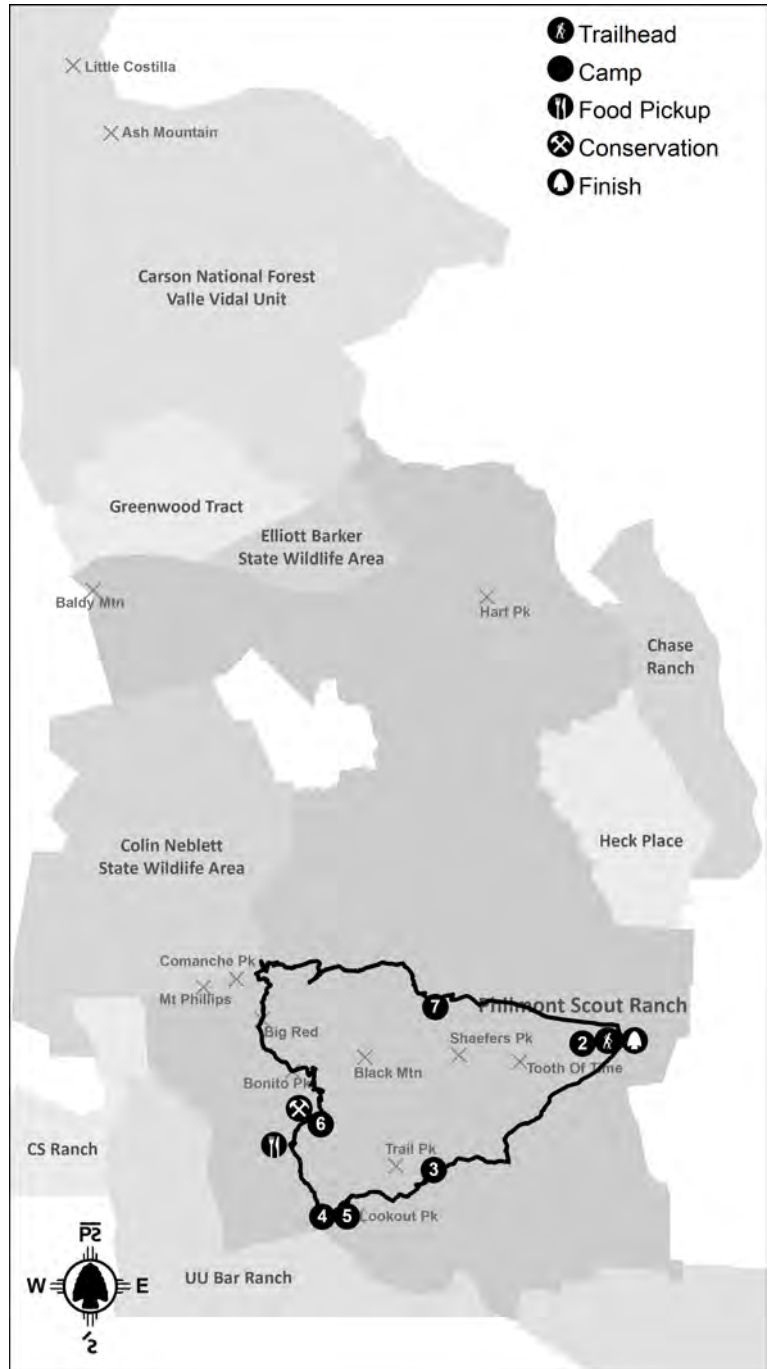 Trailhead
Camp
Food Pickup
Conservation
Finish
Little Costilla
Ash Mountain
Carson National Forest
Valle Vidal Unit
Greenwood Tract
Elliott Barker
State Wildlife Area
Baldy Mtn
Hart Pk
Chase
Ranch
Heck Place
Colin Neblett
State Wildlife Area
Comanche Pk
Mt Phillips
7
Philmont Scout Ranch
Big Red
Shaefers Pk
2
Black Mtn
Tooth Of Time
Bonito Pk
6
CS Ranch
Trail Pk
3
4
5
Lookout Pk
UU Bar Ranch
W
E